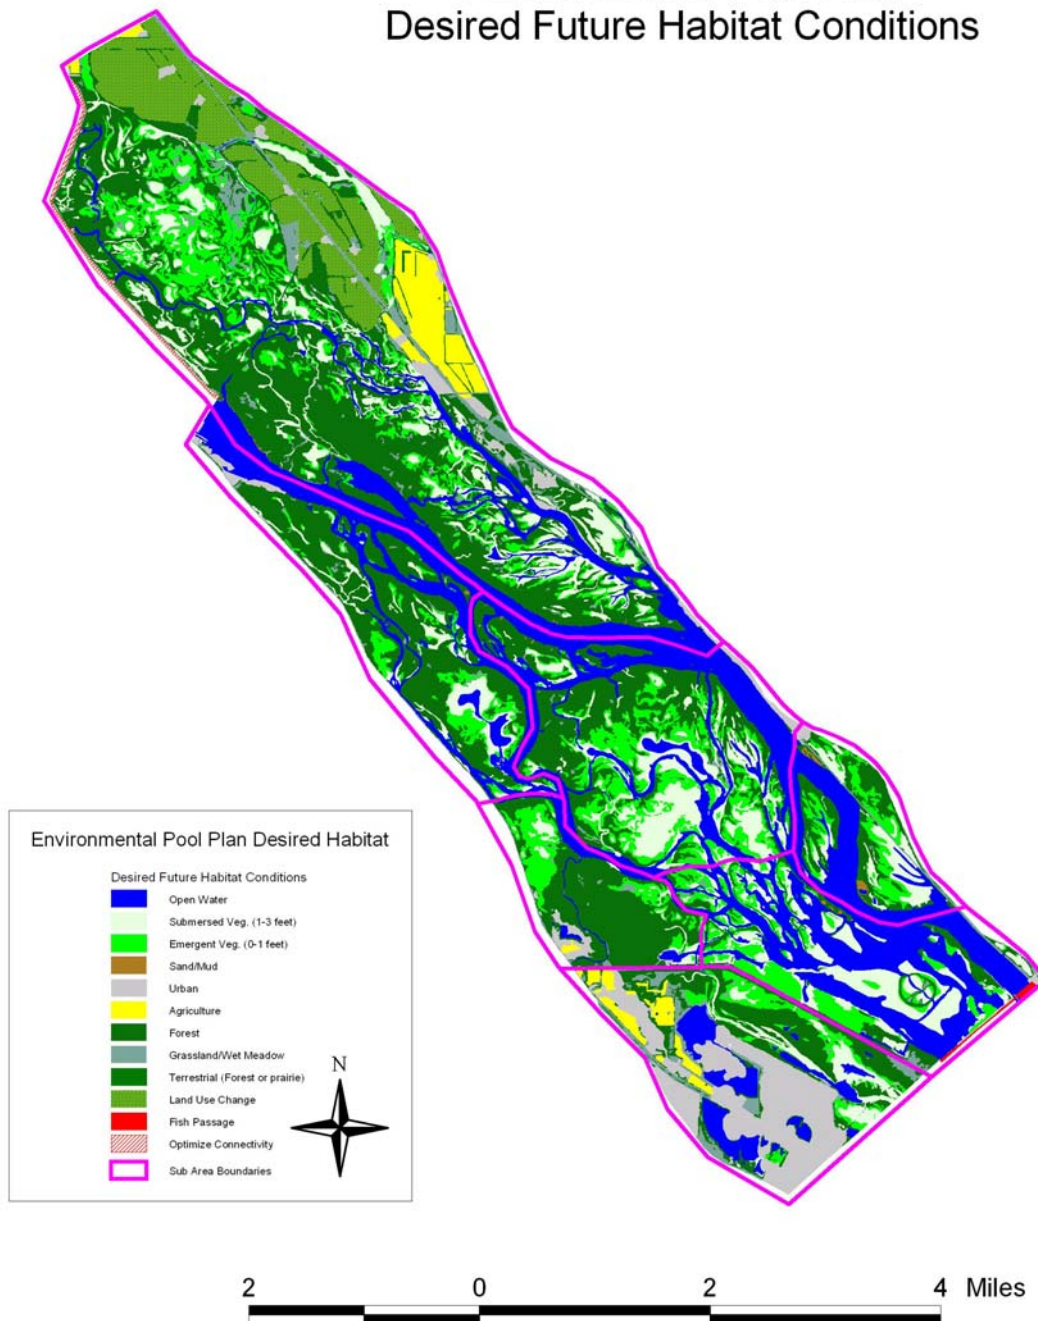 Desired Future Habitat Conditions
Environmental Pool Plan Desired Habitat
Desired Future Habitat Conditions
Open Water
Submersed Veg. (1-3 feet)
Emergent Veg. (0-1 feet)
Sand/Mud
Urban
Agriculture
Forest
Grassland/Wet Meadow
Terrestrial (Forest or prairie)
Land Use Change
Fish Passage
Optimize Connectivity
Sub Area Boundaries
N
2 0 2 4 Miles